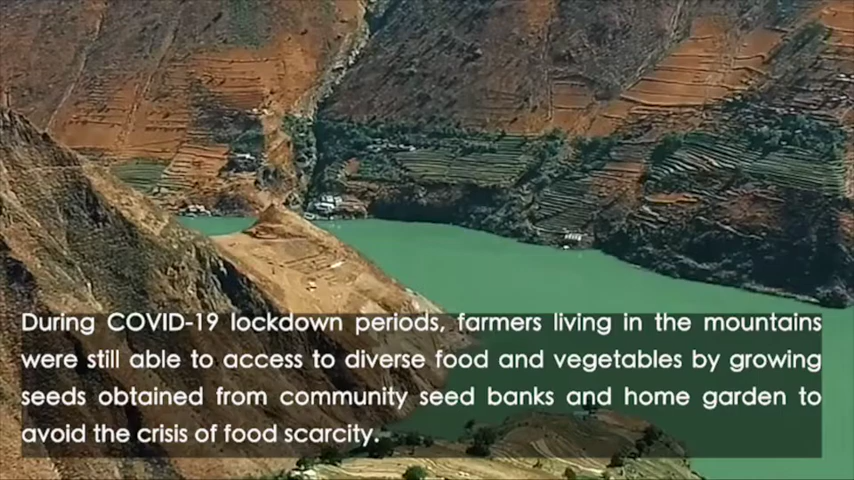 During COVID-19 lockdown periods, farmers living in the mountains
were still able to access to diverse food and vegetables by growing
seeds obtained from community seed banks and home garden to
avoid the crisis of food scarcity.